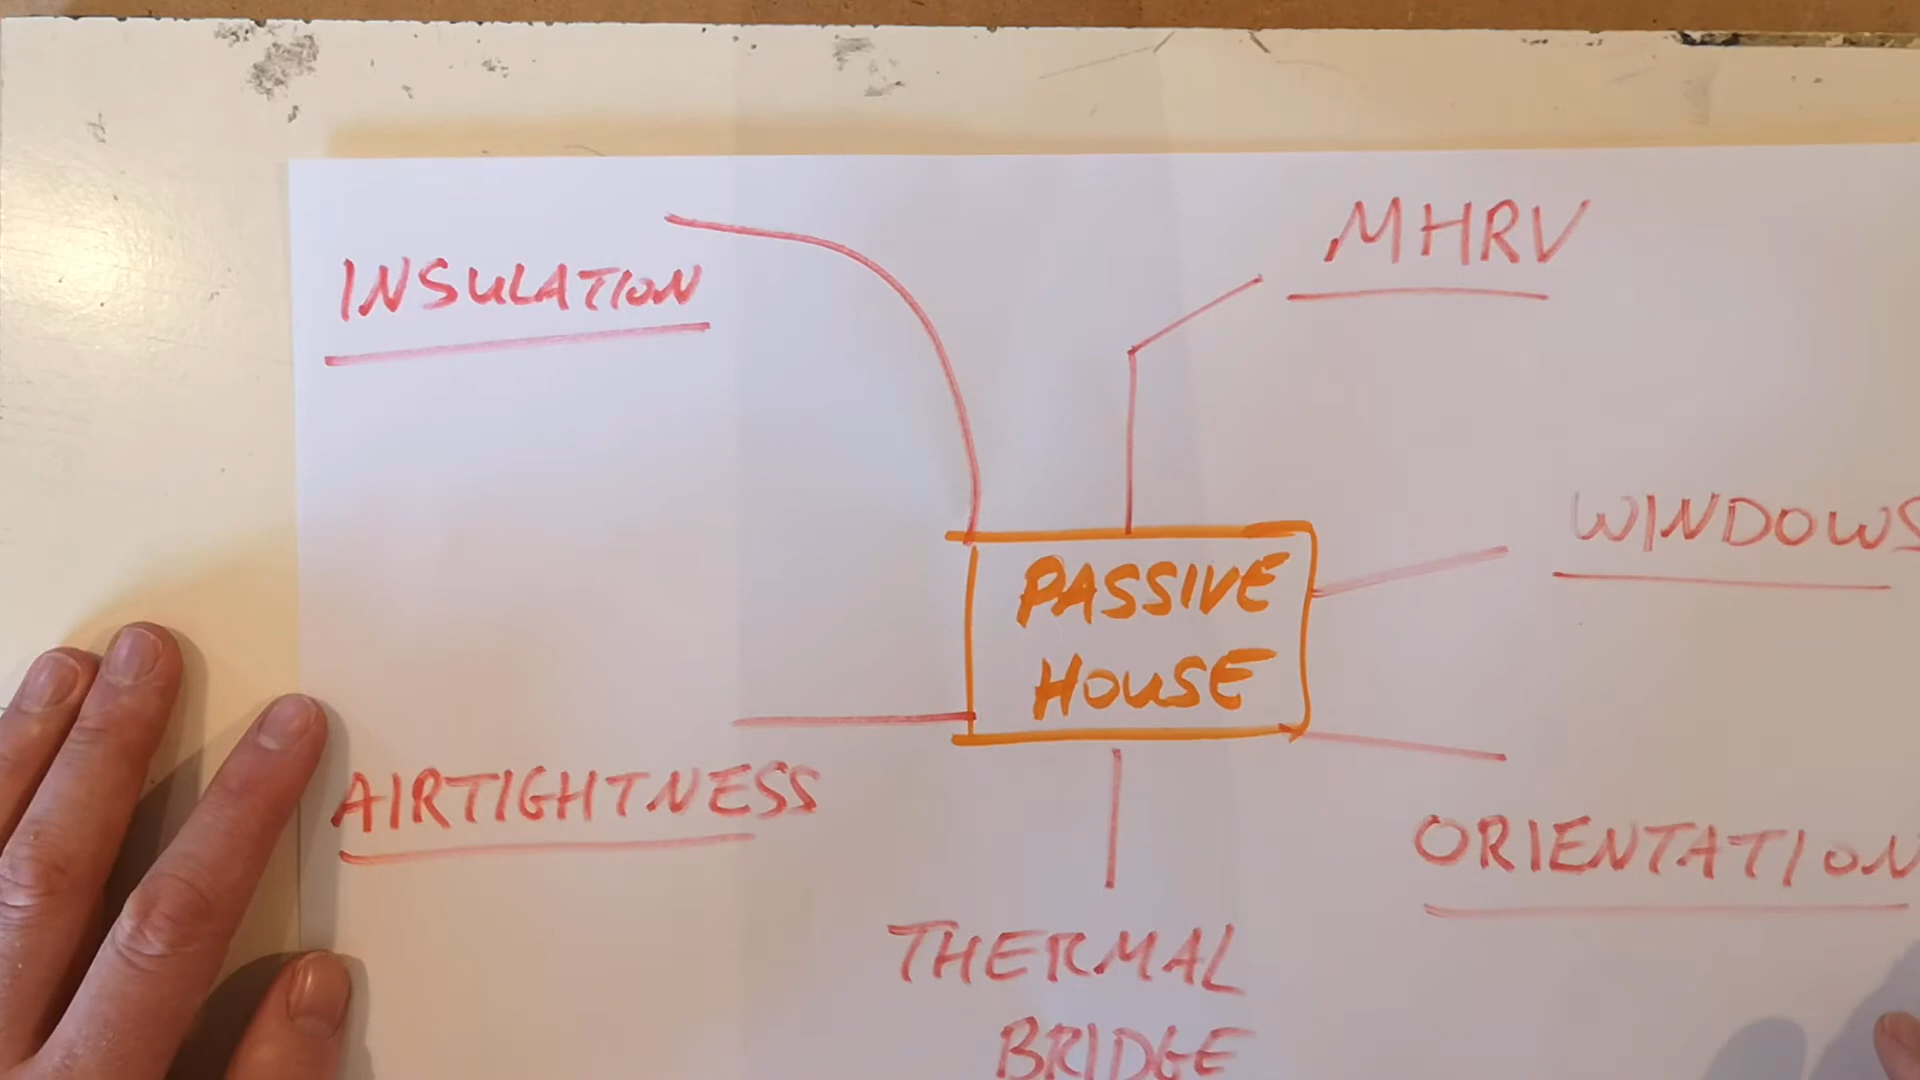 INSULATION
MHRV
WINDOWS
PASSIVE
HOUSE
AIRTIGHTNESS
ORIENTATION
THERMAL
BRIDGE